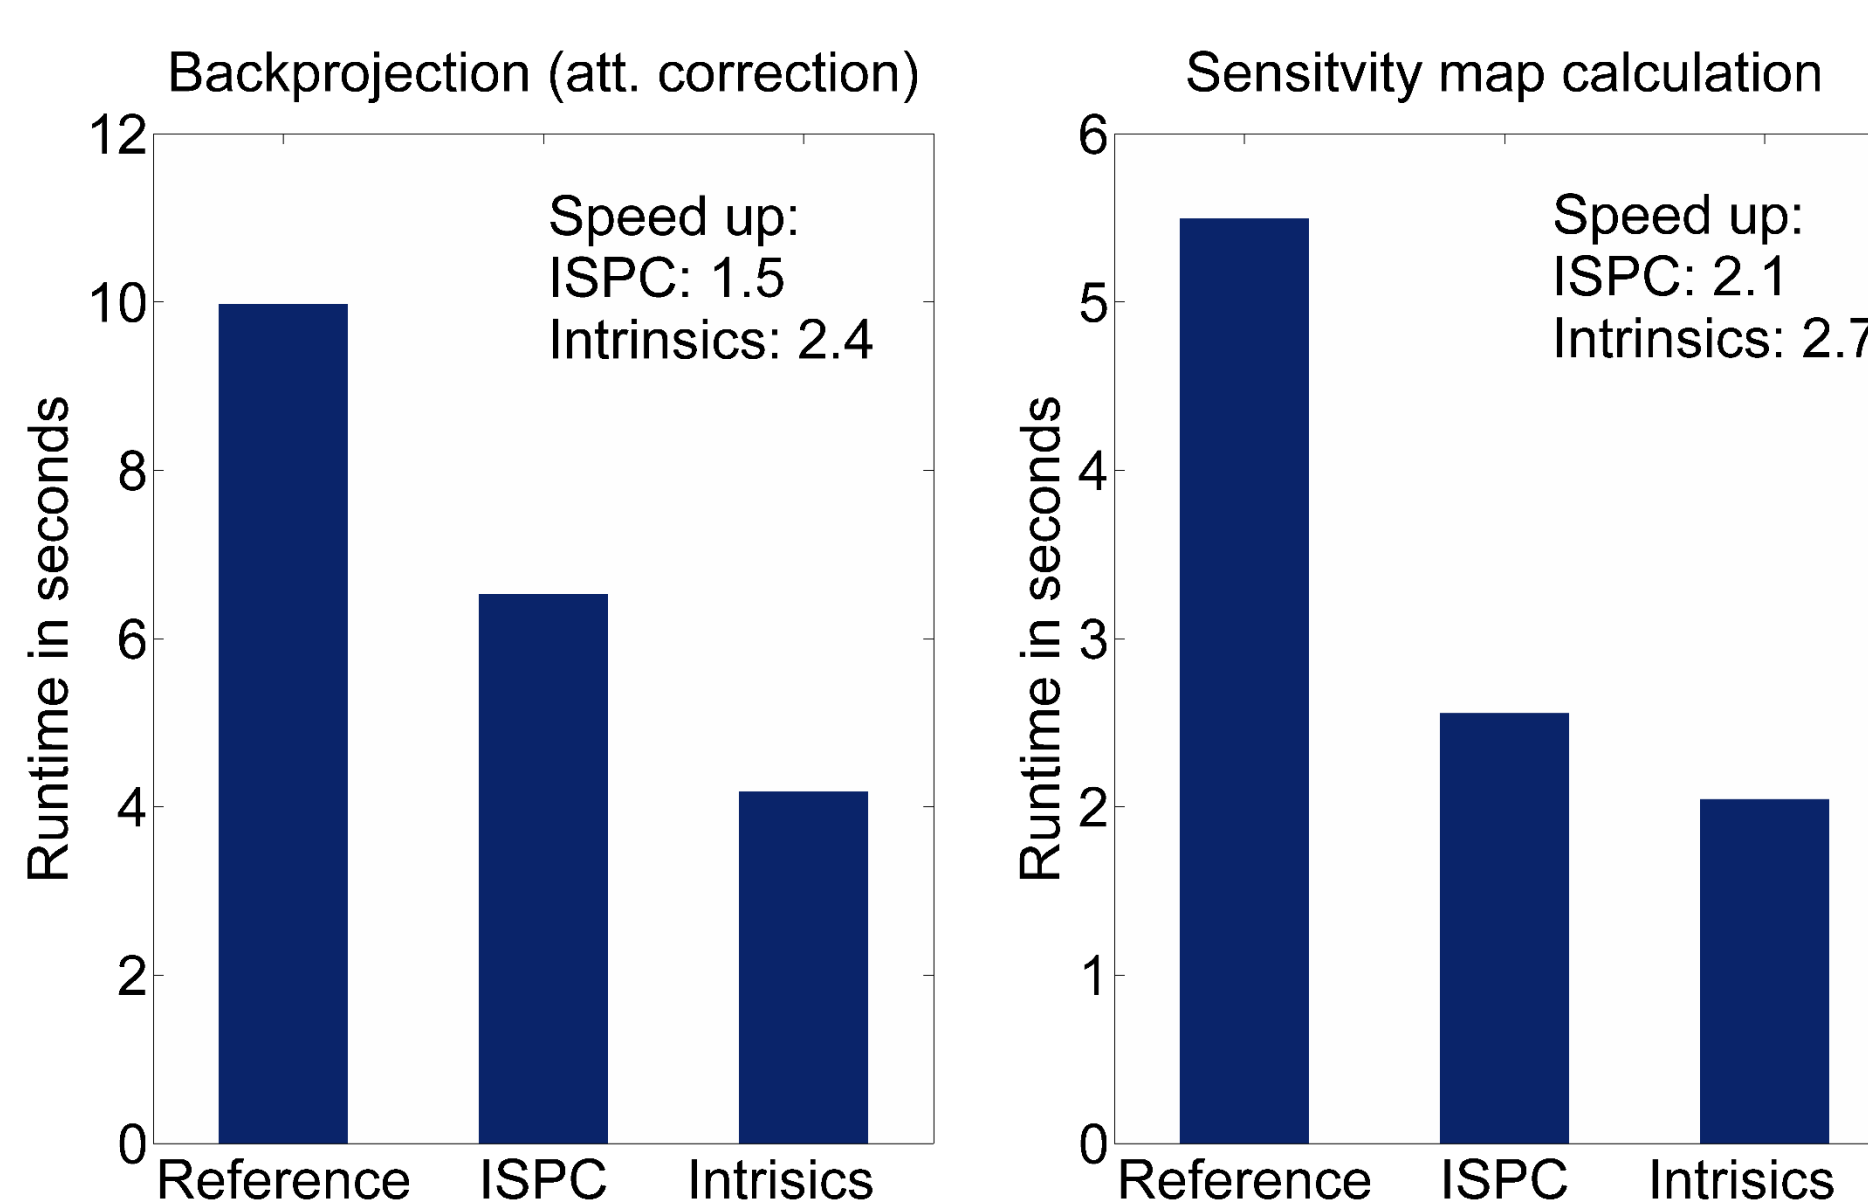 Backprojection (att. correction)
12
10
8
6
4
2
0
Runtime in seconds
Speed up:
ISPC: 1.5
Intrinsics: 2.4
Reference ISPC Intrisics
Sensitvity map calculation
6
5
4
3
2
1
0
Runtime in seconds
Speed up:
ISPC: 2.1
Intrinsics: 2.7
Reference ISPC Intrisics